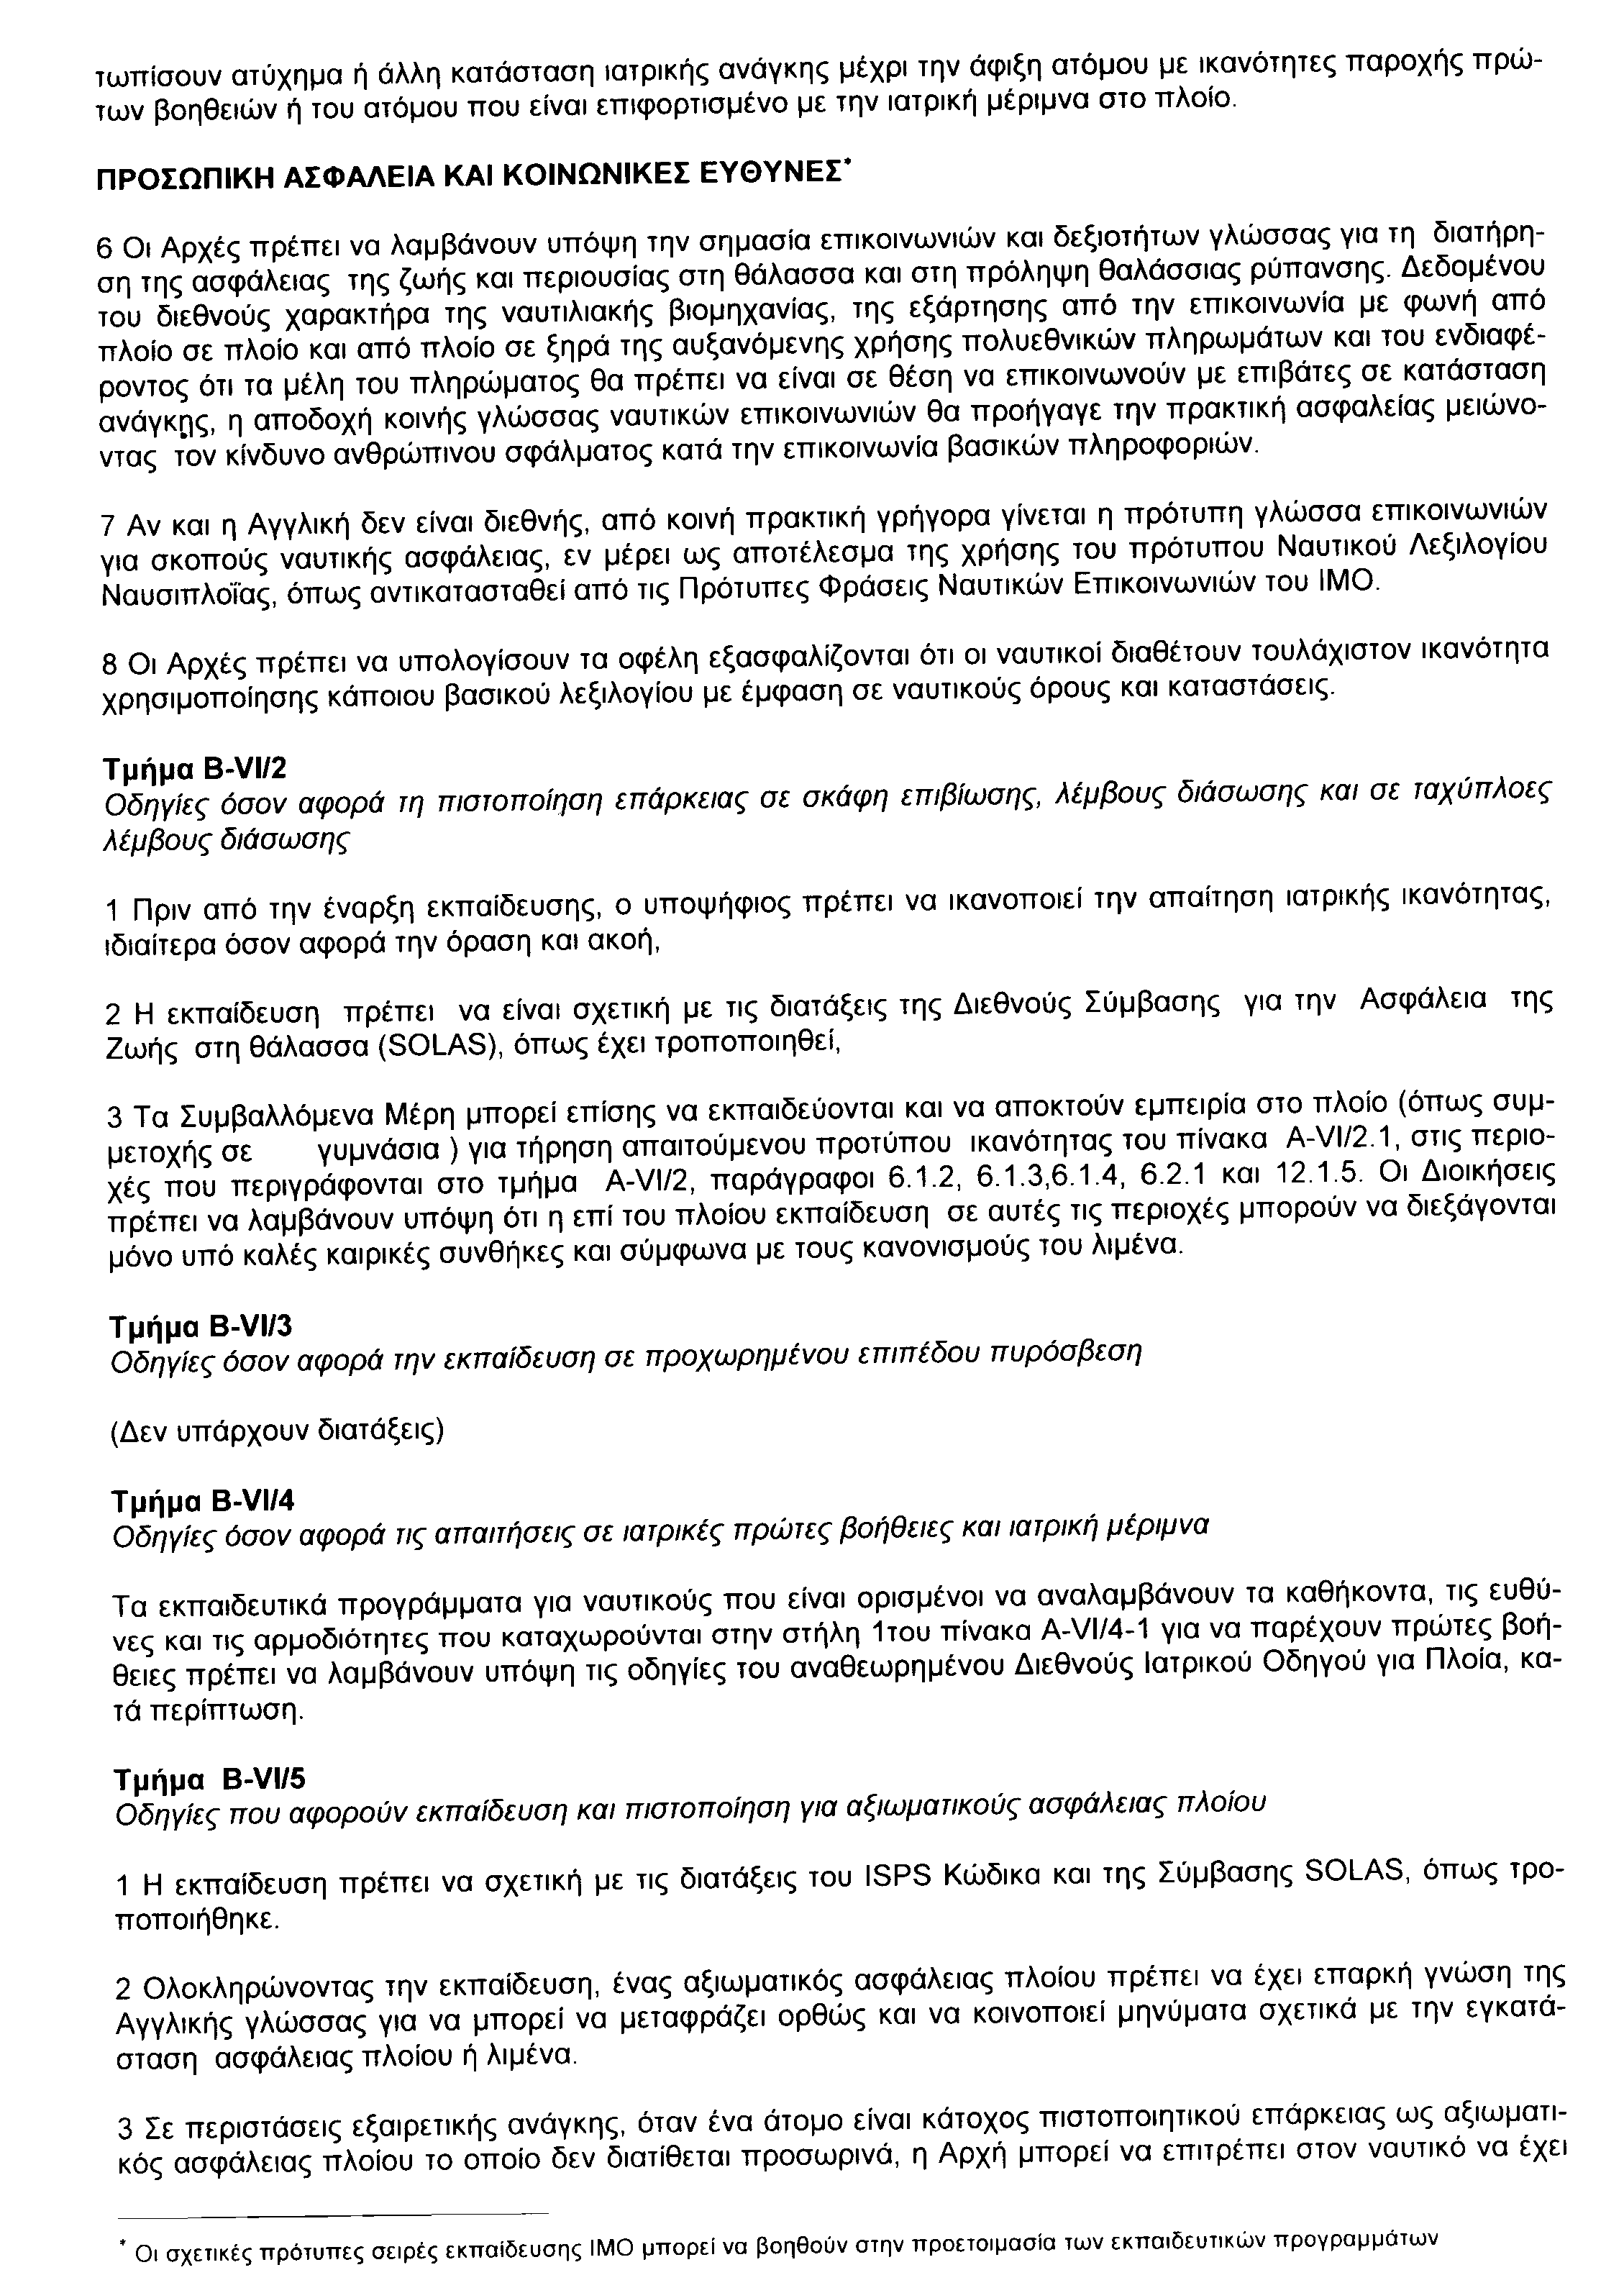 τωπίσουν ατύχημα ή άλλη κατάσταση ιατρικής ανάγκης μέχρι την άφιξη ατόμου με ικανότητες παροχής πρώ-
των βοηθειών ή του ατόμου που είναι επιφορτισμένο με την ιατρική μέριμνα στο πλοίο.
ΠΡΟΣΩΠΙΚΗ ΑΣΦΑΛΕΙΑ ΚΑΙ ΚΟΙΝΩΝΙΚΕΣ ΕΥΘΥΝΕΣ*
6 Οι Αρχές πρέπει να λαμβάνουν υπόψη την σημασία επικοινωνιών και δεξιοτήτων γλώσσας για τη διατήρη-
ση της ασφάλειας της ζωής και περιουσίας στη θάλασσα και στη πρόληψη θαλάσσιας ρύπανσης. Δεδομένου
του διεθνούς χαρακτήρα της ναυτιλιακής βιομηχανίας, της εξάρτησης από την επικοινωνία με φωνή από
πλοίο σε πλοίο και από πλοίο σε ξηρά της αυξανόμενης χρήσης πολυεθνικών πληρωμάτων και του ενδιαφέ-
ροντος ότι τα μέλη του πληρώματος θα πρέπει να είναι σε θέση να επικοινωνούν με επιβάτες σε κατάσταση
ανάγκης, η αποδοχή κοινής γλώσσας ναυτικών επικοινωνιών θα προήγαγε την πρακτική ασφαλείας μειώνο-
ντας τον κίνδυνο ανθρώπινου σφάλματος κατά την επικοινωνία βασικών πληροφοριών.
7 Αν και η Αγγλική δεν είναι διεθνής, από κοινή πρακτική γρήγορα γίνεται η πρότυπη γλώσσα επικοινωνιών
για σκοπούς ναυτικής ασφάλειας, εν μέρει ως αποτέλεσμα της χρήσης του πρότυπου Ναυτικού Λεξιλογίου
Ναυσιπλοΐας, όπως αντικατασταθεί από τις Πρότυπες Φράσεις Ναυτικών Επικοινωνιών του ΙΜΟ.
8 Οι Αρχές πρέπει να υπολογίσουν τα οφέλη εξασφαλίζονται ότι οι ναυτικοί διαθέτουν τουλάχιστον ικανότητα
χρησιμοποίησης κάποιου βασικού λεξιλογίου με έμφαση σε ναυτικούς όρους και καταστάσεις.
Τμήμα B-VI/2
Οδηγίες όσον αφορά τη πιστοποίηση επάρκειας σε σκάφη επιβίωσης, λέμβους διάσωσης και σε ταχύπλοες
λέμβους διάσωσης
1 Πριν από την έναρξη εκπαίδευσης, ο υποψήφιος πρέπει να ικανοποιεί την απαίτηση ιατρικής ικανότητας,
ιδιαίτερα όσον αφορά την όραση και ακοή,
2 Η εκπαίδευση πρέπει να είναι σχετική με τις διατάξεις της Διεθνούς Σύμβασης για την Ασφάλεια της
Ζωής στη θάλασσα (SOLAS), όπως έχει τροποποιηθεί,
3 Τα Συμβαλλόμενα Μέρη μπορεί επίσης να εκπαιδεύονται και να αποκτούν εμπειρία στο πλοίο (όπως συμ-
μετοχής σε γυμνάσια ) για τήρηση απαιτούμενου προτύπου ικανότητας του πίνακα A-VI/2.1, στις περιο-
χές που περιγράφονται στο τμήμα A-VI/2, παράγραφοι 6.1.2, 6.1.3,6.1.4, 6.2.1 και 12.1.5. Οι Διοικήσεις
πρέπει να λαμβάνουν υπόψη ότι η επί του πλοίου εκπαίδευση σε αυτές τις περιοχές μπορούν να διεξάγονται
μόνο υπό καλές καιρικές συνθήκες και σύμφωνα με τους κανονισμούς του λιμένα.
Τμήμα B-VI/3
Οδηγίες όσον αφορά την εκπαίδευση σε προχωρημένου επιπέδου πυρόσβεση
(Δεν υπάρχουν διατάξεις)
Τμήμα B-VI/4
Οδηγίες όσον αφορά τις απαιτήσεις σε ιατρικές πρώτες βοήθειες και ιατρική μέριμνα
Τα εκπαιδευτικά προγράμματα για ναυτικούς που είναι ορισμένοι να αναλαμβάνουν τα καθήκοντα, τις ευθύ-
νες και τις αρμοδιότητες που καταχωρούνται στην στήλη 1του πίνακα A-VI/4-1 για να παρέχουν πρώτες βοή-
θειες πρέπει να λαμβάνουν υπόψη τις οδηγίες του αναθεωρημένου Διεθνούς Ιατρικού Οδηγού για Πλοία, κα-
τά περίπτωση.
Τμήμα B-VI/5
Οδηγίες που αφορούν εκπαίδευση και πιστοποίηση για αξιωματικούς ασφάλειας πλοίου
1 Η εκπαίδευση πρέπει να σχετική με τις διατάξεις του ISPS Κώδικα και της Σύμβασης SOLAS, όπως τρο-
ποποιήθηκε.
2 Ολοκληρώνοντας την εκπαίδευση, ένας αξιωματικός ασφάλειας πλοίου πρέπει να έχει επαρκή γνώση της
Αγγλικής γλώσσας για να μπορεί να μεταφράζει ορθώς και να κοινοποιεί μηνύματα σχετικά με την εγκατά-
σταση ασφάλειας πλοίου ή λιμένα.
3 Σε περιστάσεις εξαιρετικής ανάγκης, όταν ένα άτομο είναι κάτοχος πιστοποιητικού επάρκειας ως αξιωματι-
κός ασφάλειας πλοίου το οποίο δεν διατίθεται προσωρινά, η Αρχή μπορεί να επιτρέπει στον ναυτικό να έχει
* Οι σχετικές πρότυπες σειρές εκπαίδευσης ΙΜΟ μπορεί να βοηθούν στην προετοιμασία των εκπαιδευτικών προγραμμάτων